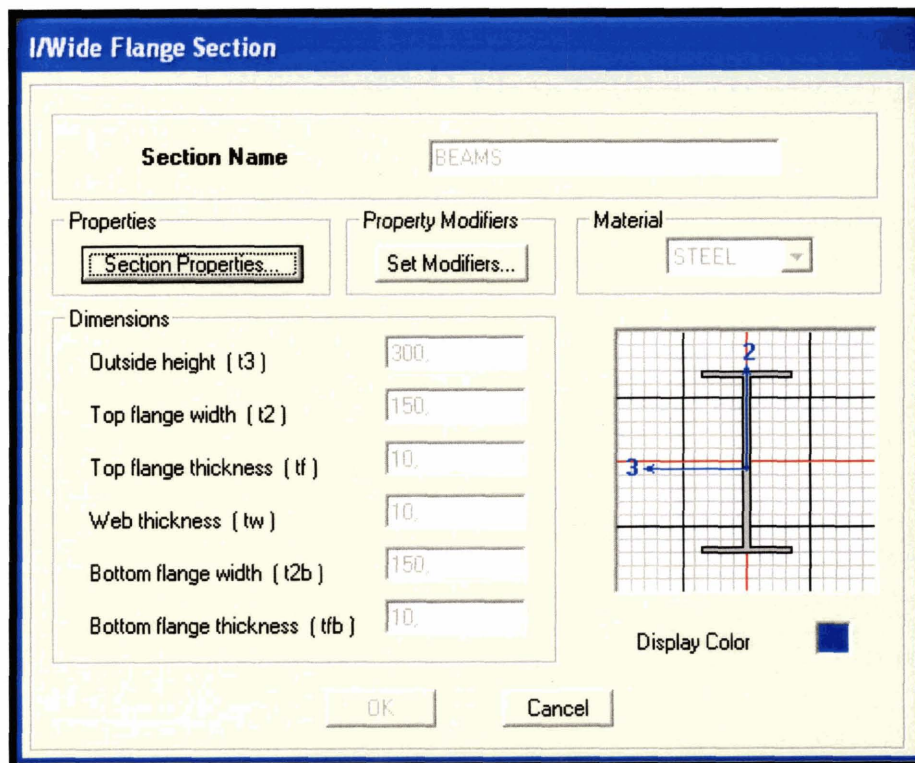 I/Wide Flange Section
Section Name BEAMS
Properties Property Modifiers Material
Section Properties... Set Modifiers... STEEL
Dimensions
Outside height ( t3 ) 300,
Top flange width ( t2 ) 150,
Top flange thickness ( tf ) 10,
Web thickness ( tw ) 10,
Bottom flange width ( t2b ) 150,
Bottom flange thickness ( tfb ) 10,
2
3
Display Color
OK Cancel